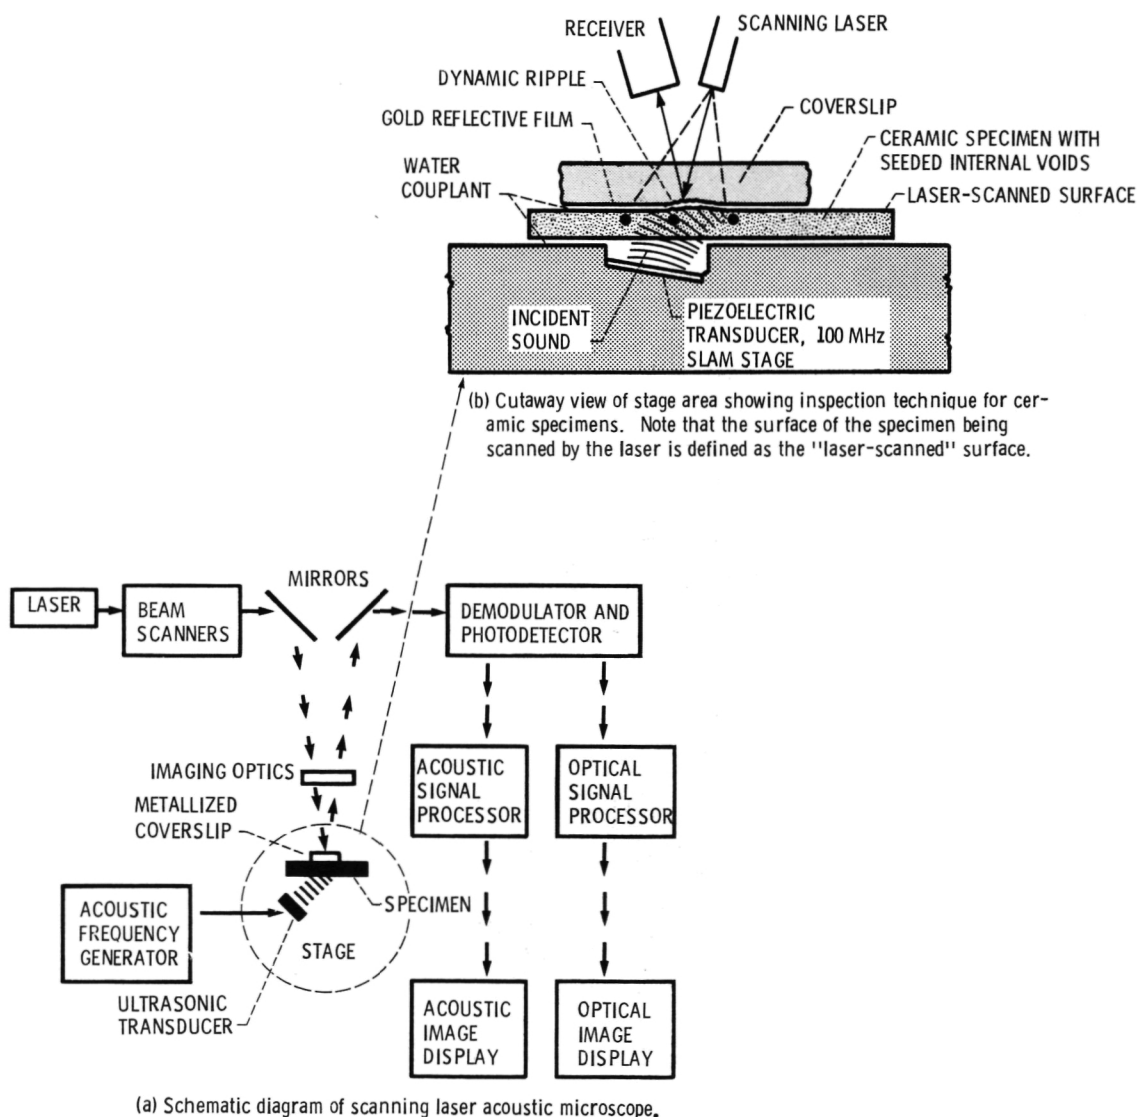 RECEIVER
SCANNING LASER
DYNAMIC RIPPLE
GOLD REFLECTIVE FILM
COVERSLIP
CERAMIC SPECIMEN WITH
SEEDED INTERNAL VOIDS
WATER
COUPLANT
LASER-SCANNED SURFACE
INCIDENT
SOUND
PIEZOELECTRIC
TRANSDUCER, 100 MHz
SLAM STAGE
(b) Cutaway view of stage area showing inspection technique for cer-
amic specimens. Note that the surface of the specimen being
scanned by the laser is defined as the "laser-scanned" surface.
MIRRORS
LASER
BEAM
SCANNERS
DEMODULATOR AND
PHOTODETECTOR
IMAGING OPTICS
METALLIZED
COVERSLIP
ACOUSTIC
SIGNAL
PROCESSOR
OPTICAL
SIGNAL
PROCESSOR
SPECIMEN
ACOUSTIC
FREQUENCY
GENERATOR
STAGE
ULTRASONIC
TRANSDUCER
ACOUSTIC
IMAGE
DISPLAY
OPTICAL
IMAGE
DISPLAY
(a) Schematic diagram of scanning laser acoustic microscope.